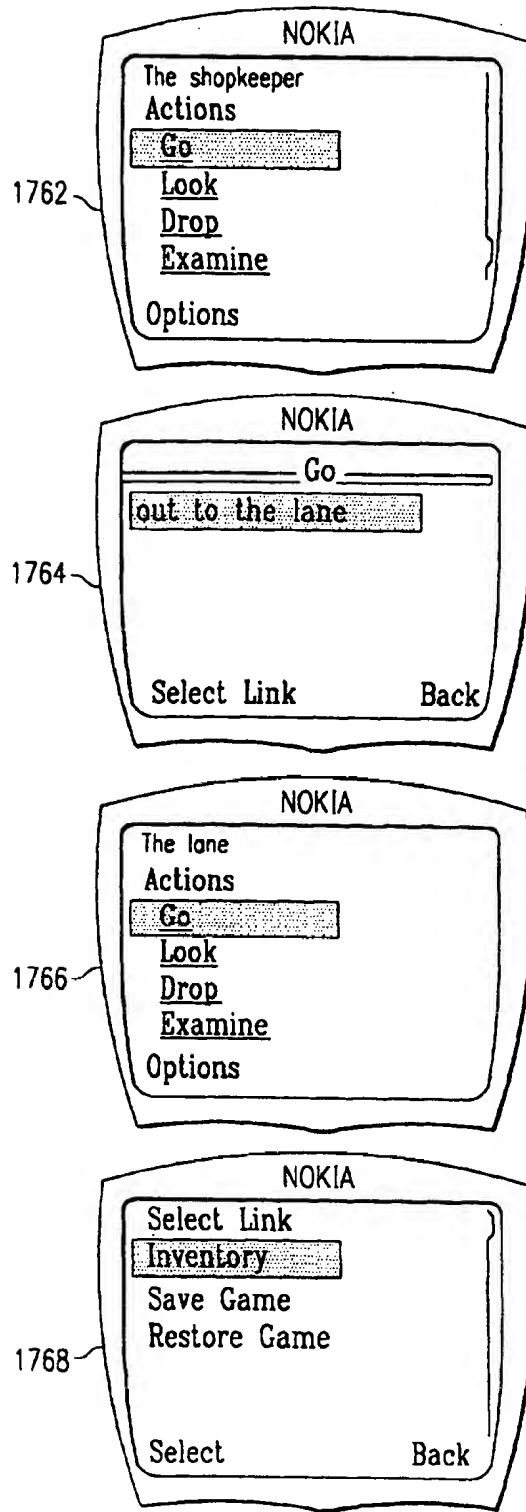 NOKIA
The shopkeeper
Actions
Go
Look
Drop
Examine
Options
1762
NOKIA
Go
out to the lane
Select Link Back
1764
NOKIA
The lane
Actions
Go
Look
Drop
Examine
Options
1766
NOKIA
Select Link
Inventory
Save Game
Restore Game
Select Back
1768